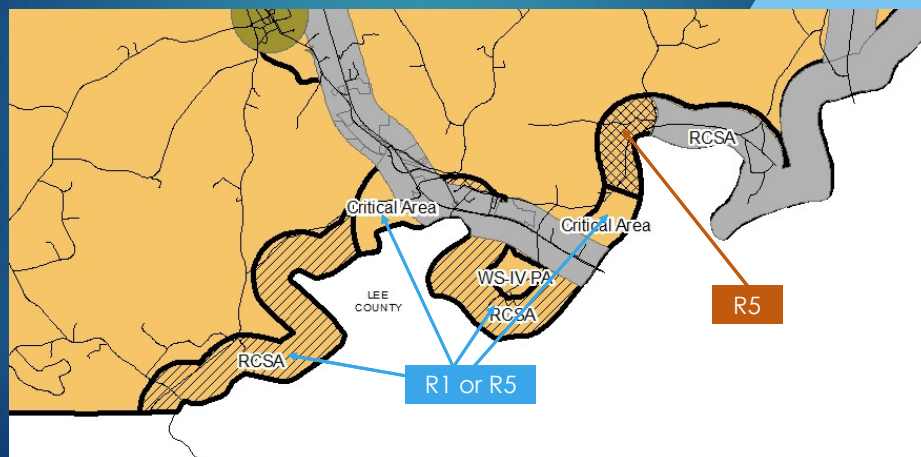 RCSA
Critical Area
Critical Area
WS-IV-PA
LEE
COUNTY
R5
RCSA
RCSA
R1 or R5